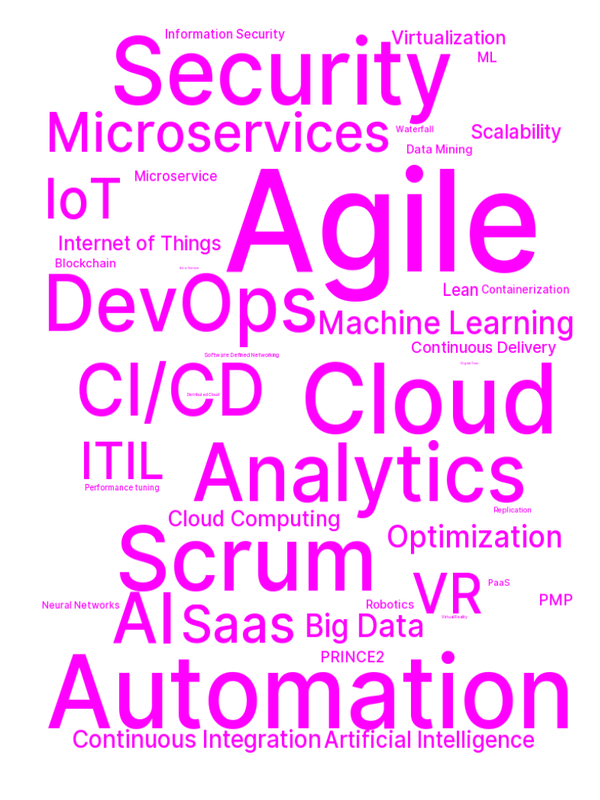 Information Security
Virtualization
Security
ML
Microservices
Waterfall
Scalability
Data Mining
Microservice
IoT
Agile
Internet of Things
Blockchain
DevOps
Lean
Containerization
Machine Learning
Continuous Delivery
Software Defined Networking
CI/CD
Cloud
Distributed Cloud
ITIL
Analytics
Performance tuning
Replication
Cloud Computing
Scrum
Optimization
VR
PaaS
Neural Networks
AI
Saas
Big Data
Robotics
PMP
Virtual Reality
PRINCE2
Automation
Continuous Integration
Artificial Intelligence